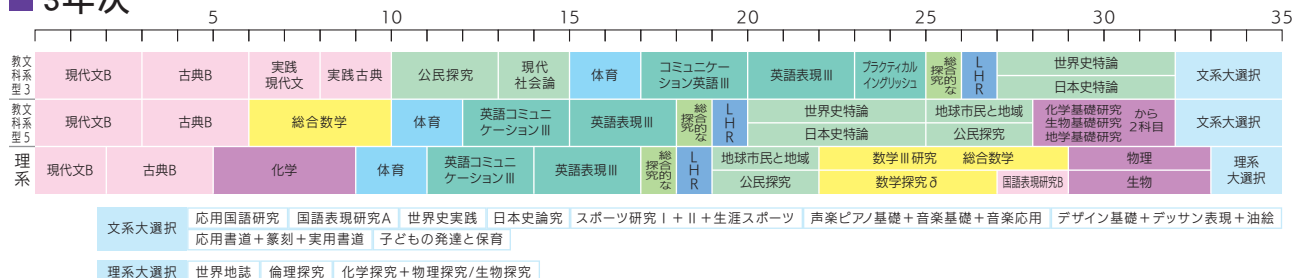 3年次
5 10 15 20 25 30 35
文系教科型3
現代文B
古典B
実践
現代文
実践古典
公民探究
現代
社会論
体育
コミュニケー
ション英語Ⅲ
英語表現Ⅲ
プラクティカル
イングリッシュ
総合的な探究
LHR
世界史特論
日本史特論
文系大選択
文系教科型5
現代文B
古典B
総合数学
体育
英語コミュニ
ケーションⅢ
英語表現Ⅲ
総合的な探究
LHR
世界史特論
日本史特論
地球市民と地域
公民探究
化学基礎研究
生物基礎研究
地学基礎研究
から
2科目
文系大選択
理系
現代文B
古典B
化学
体育
英語コミュニ
ケーションⅢ
英語表現Ⅲ
総合的な探究
LHR
地球市民と地域
公民探究
数学Ⅲ研究 総合数学
数学探究δ
国語表現研究B
物理
生物
理系
大選択
文系大選択
応用国語研究 国語表現研究A 世界史実践 日本史論究 スポーツ研究Ⅰ+Ⅱ+生涯スポーツ 声楽ピアノ基礎+音楽基礎+音楽応用 デザイン基礎+デッサン表現+油絵
応用書道+篆刻+実用書道 子どもの発達と保育
理系大選択 世界地誌 倫理探究 化学探究+物理探究/生物探究